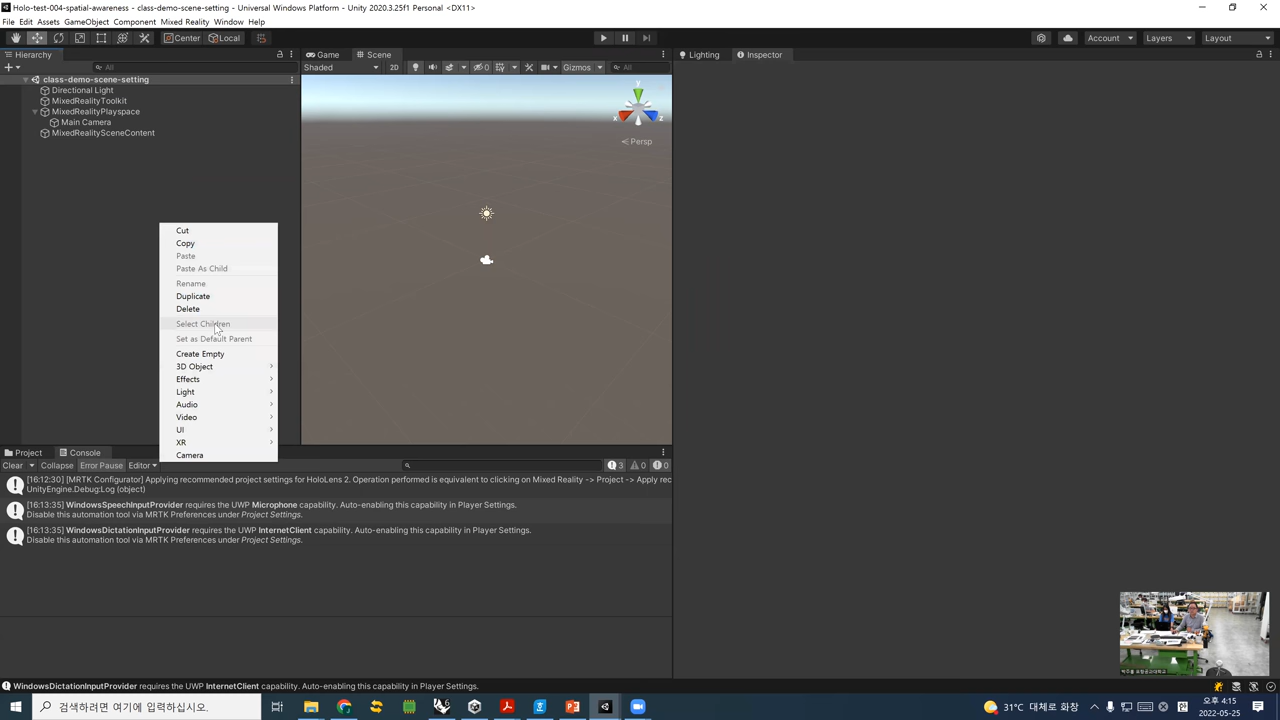 Holo-test-004-spatial-awareness - class-demo-scene-setting - Universal Windows Platform - Unity 2020.3.25f1 Personal <DX11>
File Edit Assets GameObject Component Mixed Reality Window Help
Center Local Account Layers Layout
Hierarchy Game Scene Lighting Inspector
All Shaded 2D 0 Gizmos All
class-demo-scene-setting
Directional Light
MixedRealityToolkit
MixedRealityPlayspace
Main Camera
MixedRealitySceneContent
y
x z
Persp
Cut
Copy
Paste
Paste As Child
Rename
Duplicate
Delete
Select Children
Set as Default Parent
Create Empty
3D Object
Effects
Light
Audio
Video
UI
XR
Camera
Project Console
Clear Collapse Error Pause Editor 3 0 0
[16:12:30] [MRTK Configurator] Applying recommended project settings for HoloLens 2. Operation performed is equivalent to clicking on Mixed Reality -> Project -> Apply rec
UnityEngine.Debug:Log (object)
[16:13:35] WindowsSpeechInputProvider requires the UWP Microphone capability. Auto-enabling this capability in Player Settings.
Disable this automation tool via MRTK Preferences under Project Settings.
[16:13:35] WindowsDictationInputProvider requires the UWP InternetClient capability. Auto-enabling this capability in Player Settings.
Disable this automation tool via MRTK Preferences under Project Settings.
WindowsDictationInputProvider requires the UWP InternetClient capability. Auto-enabling this capability in Player Settings.
검색하려면 여기에 입력하십시오.
31°C 대체로 화창
오후 4:15
2022-05-25